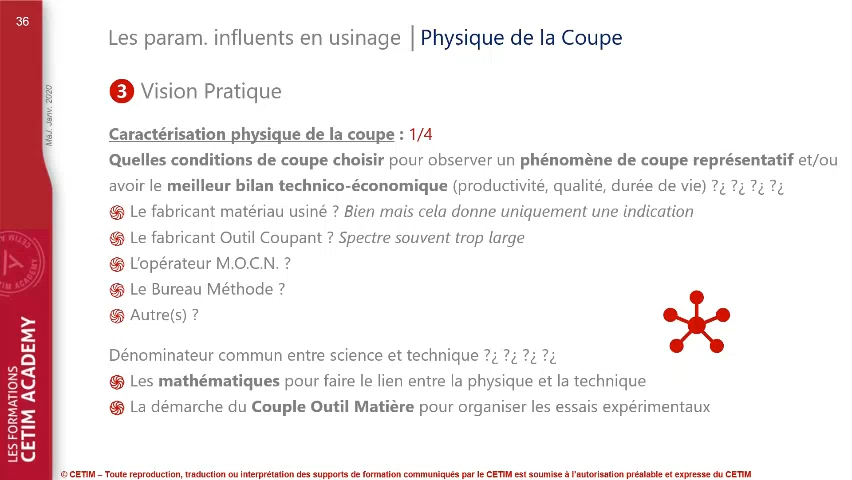 36
Les param. influents en usinage | Physique de la Coupe
3 Vision Pratique
MàJ. Janv. 2020
Caractérisation physique de la coupe : 1/4
Quelles conditions de coupe choisir pour observer un phénomène de coupe représentatif et/ou
avoir le meilleur bilan technico-économique (productivité, qualité, durée de vie) ?¿ ?¿ ?¿ ?¿
Le fabricant matériau usiné ? Bien mais cela donne uniquement une indication
Le fabricant Outil Coupant ? Spectre souvent trop large
L'opérateur M.O.C.N. ?
Le Bureau Méthode ?
Autre(s) ?
Dénominateur commun entre science et technique ?¿ ?¿ ?¿ ?¿
Les mathématiques pour faire le lien entre la physique et la technique
La démarche du Couple Outil Matière pour organiser les essais expérimentaux
LES FORMATIONS
CETIM ACADEMY
© CETIM – Toute reproduction, traduction ou interprétation des supports de formation communiqués par le CETIM est soumise à l'autorisation préalable et expresse du CETIM